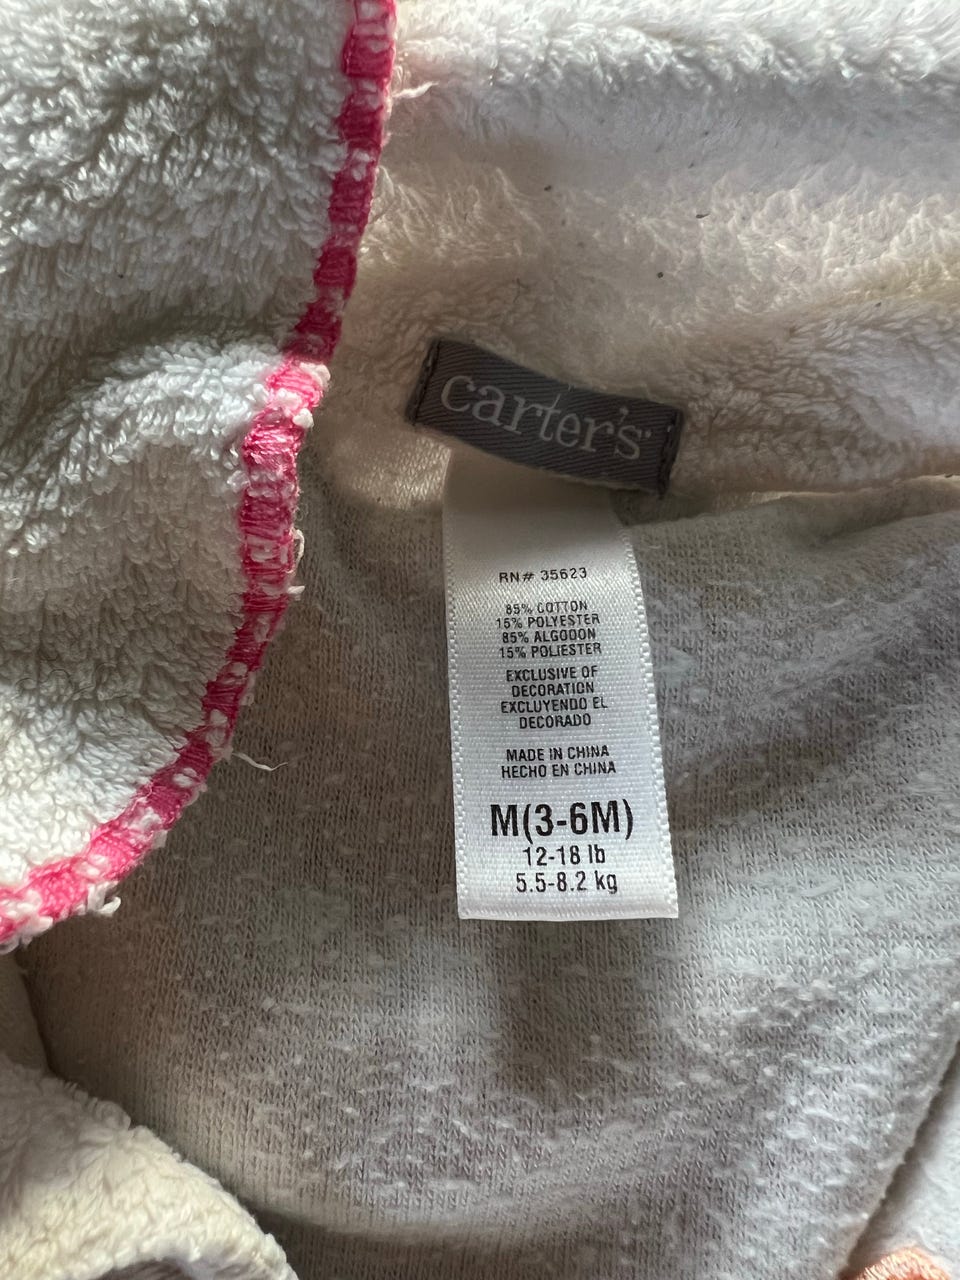 carter's
RN# 35623
85% COTTON
15% POLYESTER
85% ALGODON
15% POLIESTER
EXCLUSIVE OF
DECORATION
EXCLUYENDO EL
DECORADO
MADE IN CHINA
HECHO EN CHINA
M(3-6M)
12-18 lb
5.5-8.2 kg